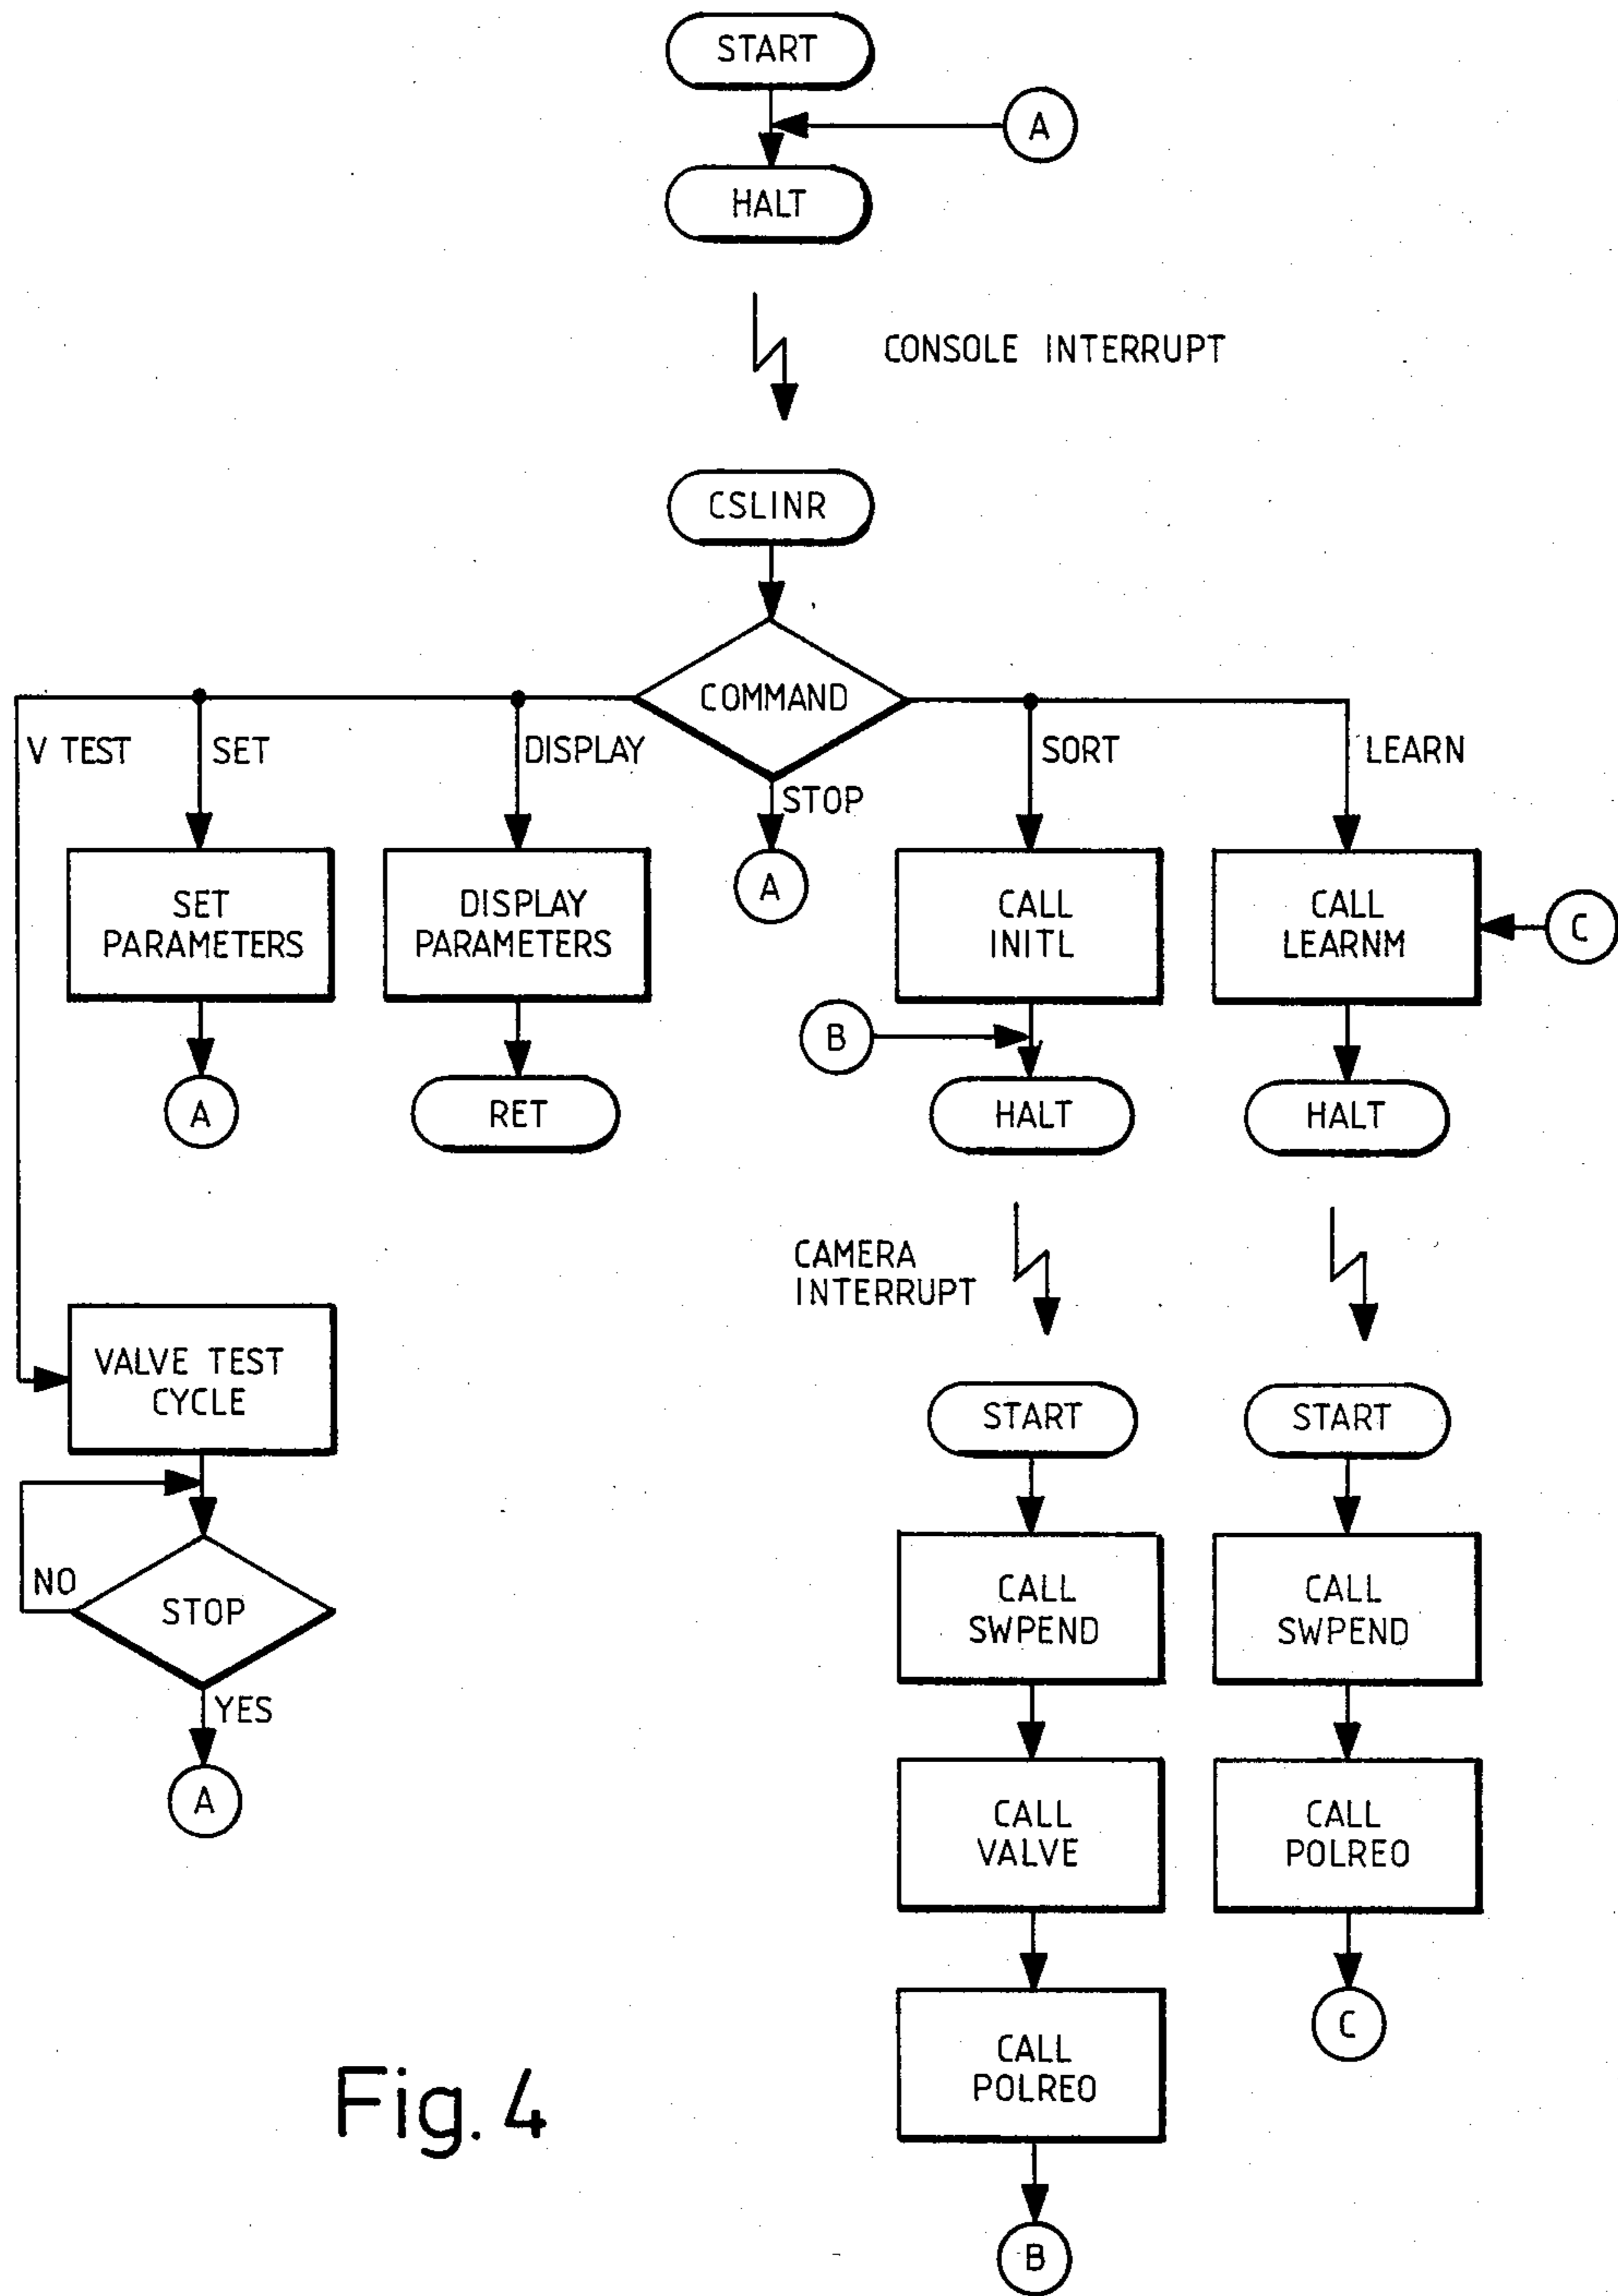 START
A
HALT
CONSOLE INTERRUPT
CSLINR
COMMAND
V TEST
SET
DISPLAY
STOP
SORT
LEARN
SET
PARAMETERS
DISPLAY
PARAMETERS
A
CALL
INITL
CALL
LEARNM
C
B
A
RET
HALT
HALT
CAMERA
INTERRUPT
VALVE TEST
CYCLE
START
START
NO
STOP
YES
A
CALL
SWPEND
CALL
SWPEND
CALL
VALVE
CALL
POLREO
CALL
POLREO
C
B
Fig. 4